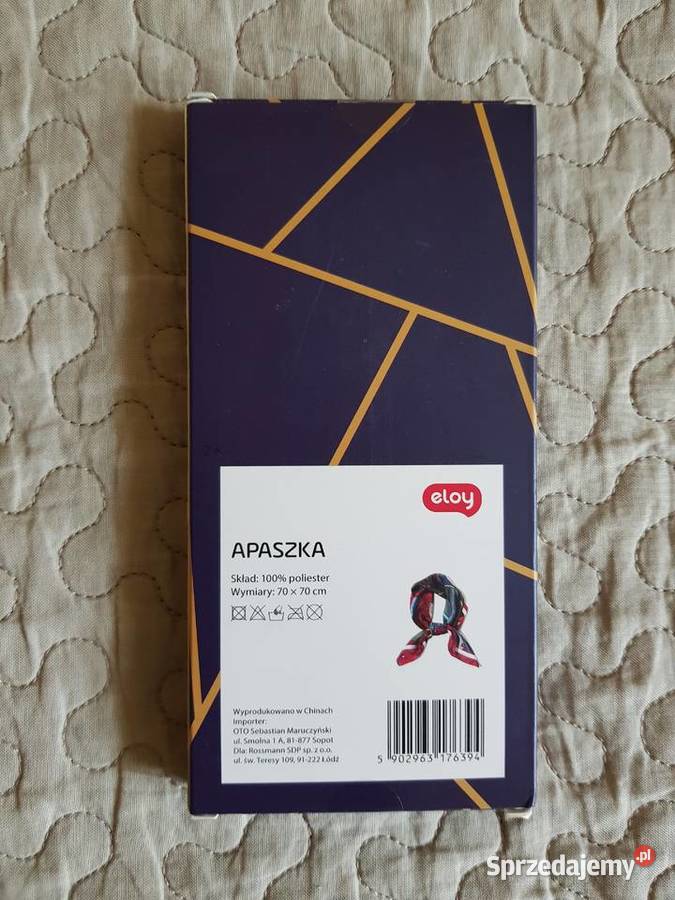 eloy
APASZKA
Skład: 100% poliester
Wymiary: 70 × 70 cm
Wyprodukowano w Chinach
Importer:
OTO Sebastian Maruczyński
ul. Smolna 1 A, 81-877 Sopot
Dla: Rossmann SDP sp. z o.o.
ul. św. Teresy 109, 91-222 Łódź
5 902963 176394
Sprzedajemy.pl